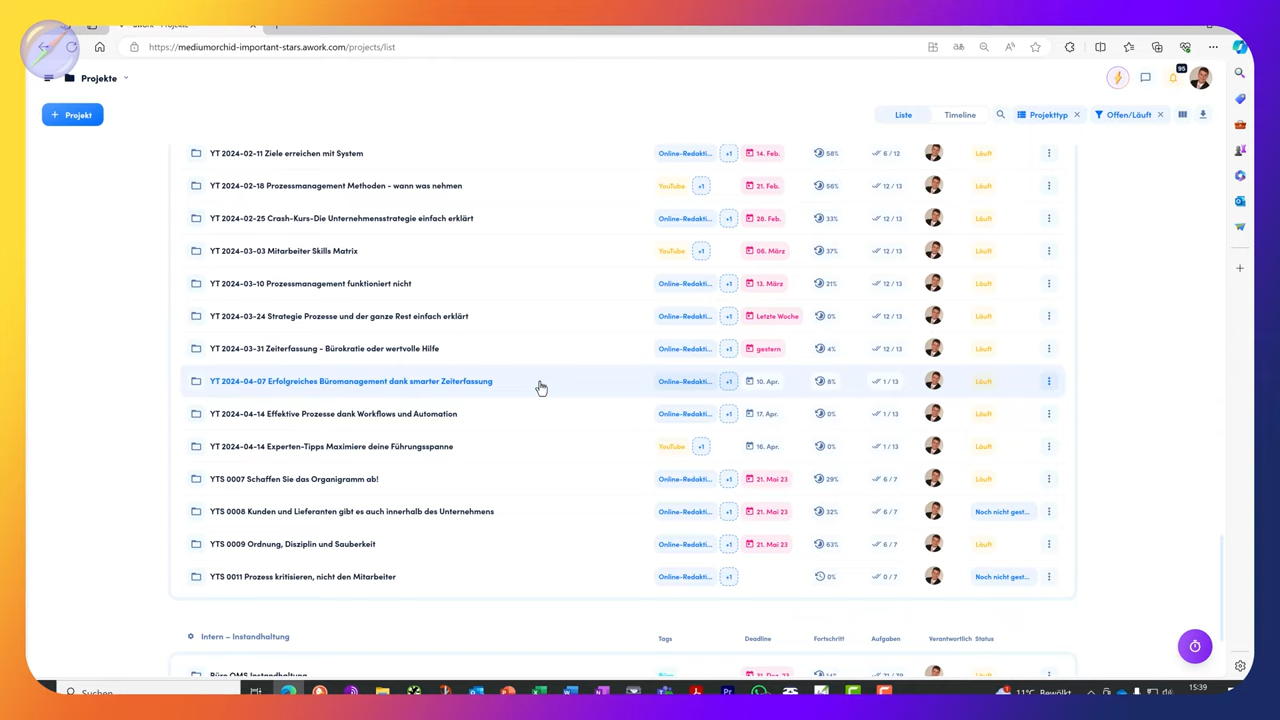 https://mediumorchid-important-stars.awork.com/projects/list
Projekte
95
+ Projekt
Liste Timeline Projekttyp Offen/Läuft
YT 2024-02-11 Ziele erreichen mit System Online-Redakti... +1 14. Feb. 58% 6 / 12 Läuft
YT 2024-02-18 Prozessmanagement Methoden - wann was nehmen YouTube +1 21. Feb. 56% 12 / 13 Läuft
YT 2024-02-25 Crash-Kurs-Die Unternehmensstrategie einfach erklärt Online-Redakti... +1 28. Feb. 33% 12 / 13 Läuft
YT 2024-03-03 Mitarbeiter Skills Matrix YouTube +1 06. März 37% 12 / 13 Läuft
YT 2024-03-10 Prozessmanagement funktioniert nicht Online-Redakti... +1 13. März 21% 12 / 13 Läuft
YT 2024-03-24 Strategie Prozesse und der ganze Rest einfach erklärt Online-Redakti... +1 Letzte Woche 0% 12 / 13 Läuft
YT 2024-03-31 Zeiterfassung - Bürokratie oder wertvolle Hilfe Online-Redakti... +1 gestern 4% 12 / 13 Läuft
YT 2024-04-07 Erfolgreiches Büromanagement dank smarter Zeiterfassung Online-Redakti... +1 10. Apr. 8% 1 / 13 Läuft
YT 2024-04-14 Effektive Prozesse dank Workflows und Automation Online-Redakti... +1 17. Apr. 0% 1 / 13 Läuft
YT 2024-04-14 Experten-Tipps Maximiere deine Führungsspanne YouTube +1 16. Apr. 0% 1 / 13 Läuft
YTS 0007 Schaffen Sie das Organigramm ab! Online-Redakti... +1 21. Mai 23 29% 6 / 7 Läuft
YTS 0008 Kunden und Lieferanten gibt es auch innerhalb des Unternehmens Online-Redakti... +1 21. Mai 23 32% 6 / 7 Noch nicht gest...
YTS 0009 Ordnung, Disziplin und Sauberkeit Online-Redakti... +1 21. Mai 23 63% 6 / 7 Läuft
YTS 0011 Prozess kritisieren, nicht den Mitarbeiter Online-Redakti... +1 0% 0 / 7 Noch nicht gest...
Intern – Instandhaltung Tags Deadline Fortschritt Aufgaben Verantwortlich Status
Büro QMS Instandhaltung Büro 31. Dez. 23 14% Läuft
Suchen 11°C Bewölkt 15:39